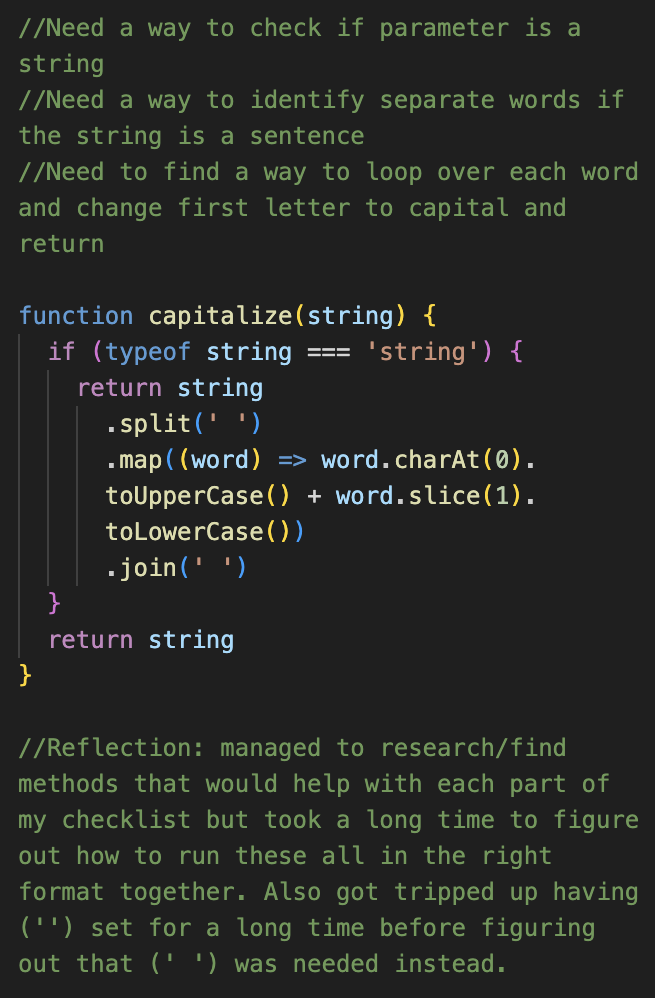 //Need a way to check if parameter is a
string
//Need a way to identify separate words if
the string is a sentence
//Need to find a way to loop over each word
and change first letter to capital and
return

function capitalize(string) {
  if (typeof string === 'string') {
    return string
      .split(' ')
      .map((word) => word.charAt(0).
      toUpperCase() + word.slice(1).
      toLowerCase())
      .join(' ')
  }
  return string
}

//Reflection: managed to research/find
methods that would help with each part of
my checklist but took a long time to figure
out how to run these all in the right
format together. Also got tripped up having
('') set for a long time before figuring
out that (' ') was needed instead.